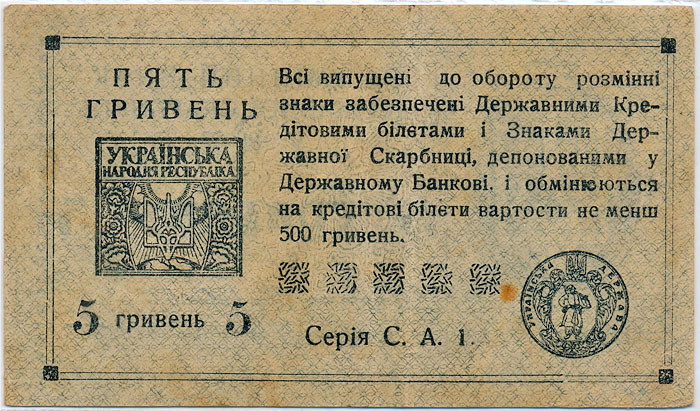 ПЯТЬ
ГРИВЕНЬ
УКРАЇНСЬКА
НАРОДНЯ РЕСПУБЛІКА
5 гривень 5
Всі випущені до обороту розмінні
знаки забезпечені Державними Кре-
дітовими білетами і Знаками Дер-
жавної Скарбниці, депонованими у
Державному Банкові. і обмінюються
на кредітові білєти вартости не менш
500 гривень.
Серія С. А. 1.
УКРАЇНСЬКА ДЕРЖАВА